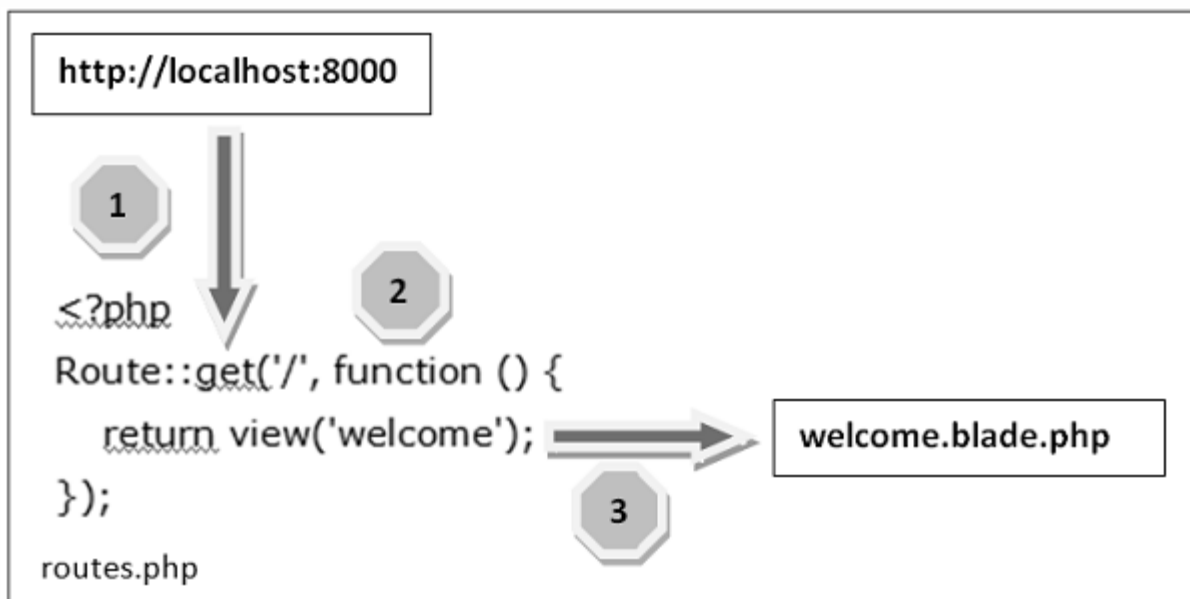 http://localhost:8000
1
2
<?php
Route::get('/', function () {
return view('welcome');
welcome.blade.php
});
3
routes.php